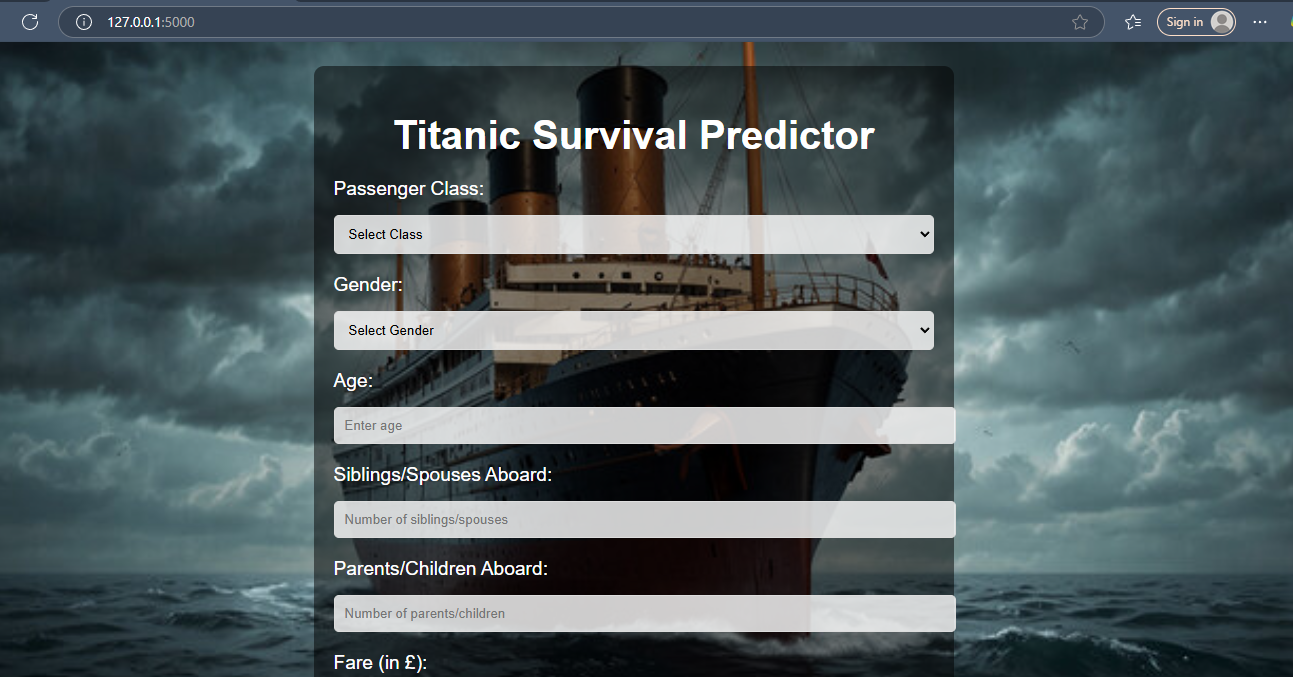 127.0.0.1:5000
Sign in
Titanic Survival Predictor
Passenger Class:
Select Class
Gender:
Select Gender
Age:
Enter age
Siblings/Spouses Aboard:
Number of siblings/spouses
Parents/Children Aboard:
Number of parents/children
Fare (in £):